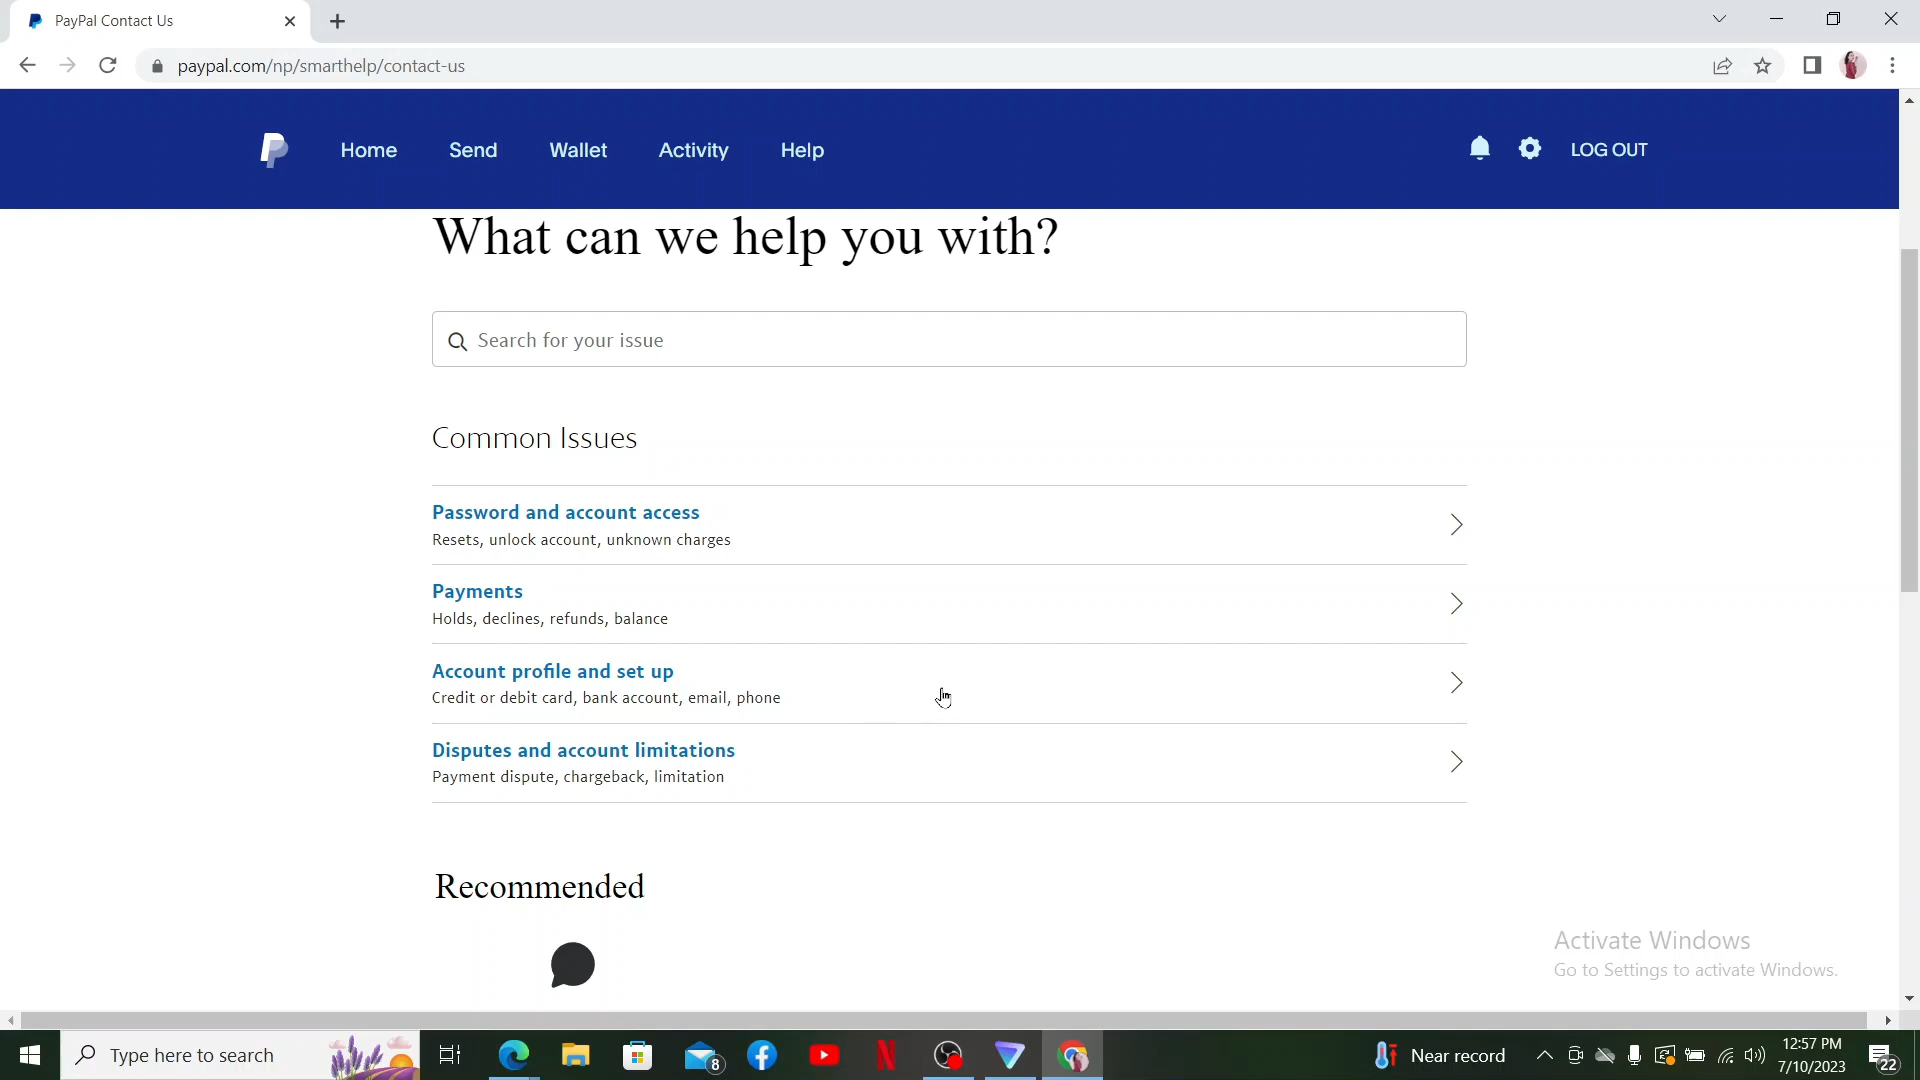 PayPal Contact Us
paypal.com/np/smarthelp/contact-us
Home Send Wallet Activity Help LOG OUT
What can we help you with?
Search for your issue
Common Issues
Password and account access
Resets, unlock account, unknown charges
Payments
Holds, declines, refunds, balance
Account profile and set up
Credit or debit card, bank account, email, phone
Disputes and account limitations
Payment dispute, chargeback, limitation
Recommended
Activate Windows
Go to Settings to activate Windows.
Type here to search
8
N
Near record
12:57 PM
7/10/2023
22